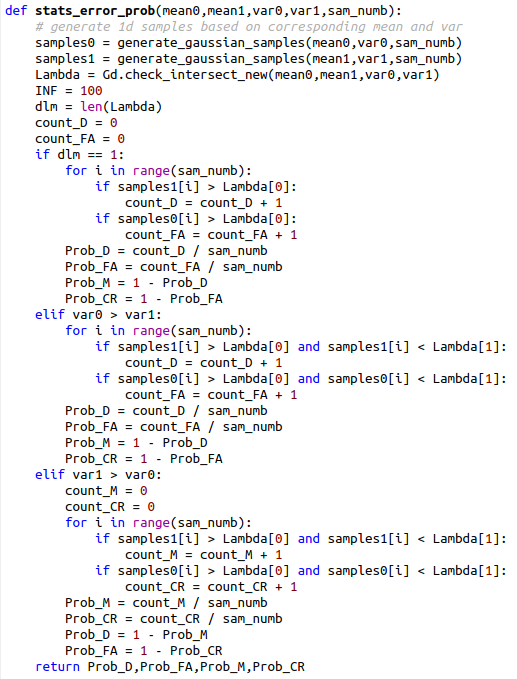 def stats_error_prob(mean0,mean1,var0,var1,sam_numb):
    # generate 1d samples based on corresponding mean and var
    samples0 = generate_gaussian_samples(mean0,var0,sam_numb)
    samples1 = generate_gaussian_samples(mean1,var1,sam_numb)
    Lambda = Gd.check_intersect_new(mean0,mean1,var0,var1)
    INF = 100
    dlm = len(Lambda)
    count_D = 0
    count_FA = 0
    if dlm == 1:
        for i in range(sam_numb):
            if samples1[i] > Lambda[0]:
                count_D = count_D + 1
            if samples0[i] > Lambda[0]:
                count_FA = count_FA + 1
        Prob_D = count_D / sam_numb
        Prob_FA = count_FA / sam_numb
        Prob_M = 1 - Prob_D
        Prob_CR = 1 - Prob_FA
    elif var0 > var1:
        for i in range(sam_numb):
            if samples1[i] > Lambda[0] and samples1[i] < Lambda[1]:
                count_D = count_D + 1
            if samples0[i] > Lambda[0] and samples0[i] < Lambda[1]:
                count_FA = count_FA + 1
        Prob_D = count_D / sam_numb
        Prob_FA = count_FA / sam_numb
        Prob_M = 1 - Prob_D
        Prob_CR = 1 - Prob_FA
    elif var1 > var0:
        count_M = 0
        count_CR = 0
        for i in range(sam_numb):
            if samples1[i] > Lambda[0] and samples1[i] < Lambda[1]:
                count_M = count_M + 1
            if samples0[i] > Lambda[0] and samples0[i] < Lambda[1]:
                count_CR = count_CR + 1
        Prob_M = count_M / sam_numb
        Prob_CR = count_CR / sam_numb
        Prob_D = 1 - Prob_M
        Prob_FA = 1 - Prob_CR
    return Prob_D,Prob_FA,Prob_M,Prob_CR